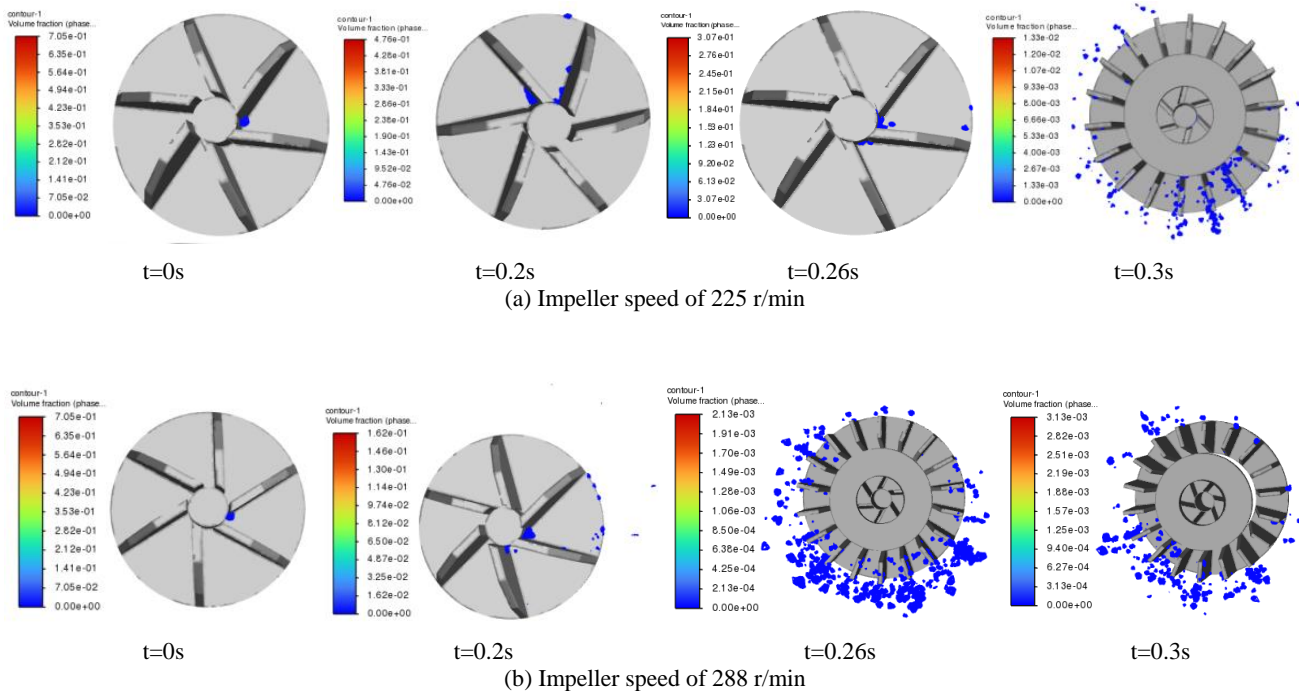 contour-1
Volume fraction (phase...
7.05e-01
6.35e-01
5.64e-01
4.94e-01
4.23e-01
3.53e-01
2.82e-01
2.12e-01
1.41e-01
7.05e-02
0.00e+00
contour-1
Volume fraction (phase...
4.76e-01
4.28e-01
3.81e-01
3.33e-01
2.86e-01
2.38e-01
1.90e-01
1.43e-01
9.52e-02
4.76e-02
0.00e+00
contour-1
Volume fraction (phase...
3.07e-01
2.76e-01
2.45e-01
2.15e-01
1.84e-01
1.53e-01
1.23e-01
9.20e-02
6.13e-02
3.07e-02
0.00e+00
contour-1
Volume fraction (phase...
1.33e-02
1.20e-02
1.07e-02
9.33e-03
8.00e-03
6.66e-03
5.33e-03
4.00e-03
2.67e-03
1.33e-03
0.00e+00
t=0s
t=0.2s
t=0.26s
t=0.3s
(a) Impeller speed of 225 r/min
contour-1
Volume fraction (phase...
7.05e-01
6.35e-01
5.64e-01
4.94e-01
4.23e-01
3.53e-01
2.82e-01
2.12e-01
1.41e-01
7.05e-02
0.00e+00
contour-1
Volume fraction (phase...
1.62e-01
1.46e-01
1.30e-01
1.14e-01
9.74e-02
8.12e-02
6.49e-02
4.87e-02
3.25e-02
1.62e-02
0.00e+00
contour-1
Volume fraction (phase...
2.13e-03
1.91e-03
1.70e-03
1.49e-03
1.28e-03
1.06e-03
8.50e-04
6.38e-04
4.25e-04
2.13e-04
0.00e+00
contour-1
Volume fraction (phase...
3.13e-03
2.82e-03
2.51e-03
2.19e-03
1.88e-03
1.57e-03
1.25e-03
9.40e-04
6.27e-04
3.13e-04
0.00e+00
t=0s
t=0.2s
t=0.26s
t=0.3s
(b) Impeller speed of 288 r/min